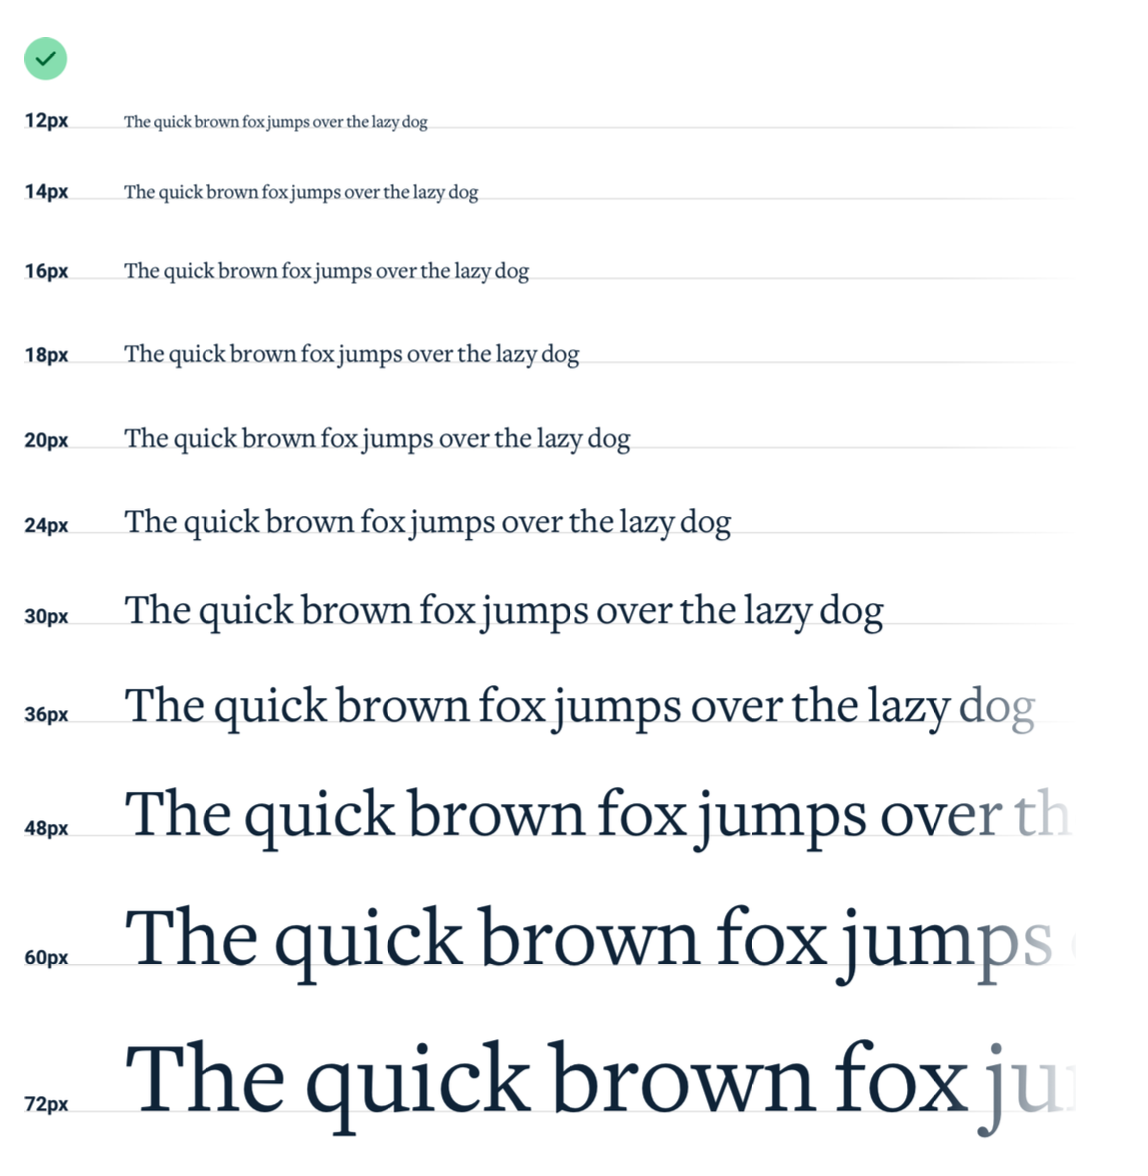 12px The quick brown fox jumps over the lazy dog
14px The quick brown fox jumps over the lazy dog
16px The quick brown fox jumps over the lazy dog
18px The quick brown fox jumps over the lazy dog
20px The quick brown fox jumps over the lazy dog
24px The quick brown fox jumps over the lazy dog
30px The quick brown fox jumps over the lazy dog
36px The quick brown fox jumps over the lazy dog
48px The quick brown fox jumps over th
60px The quick brown fox jumps
72px The quick brown fox ju